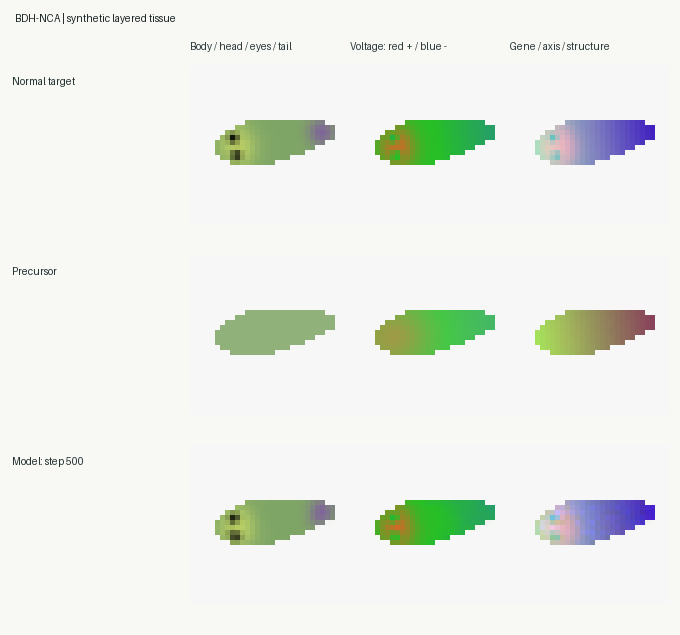 BDH-NCA | synthetic layered tissue
Body / head / eyes / tail
Voltage: red + / blue -
Gene / axis / structure
Normal target
Precursor
Model: step 500